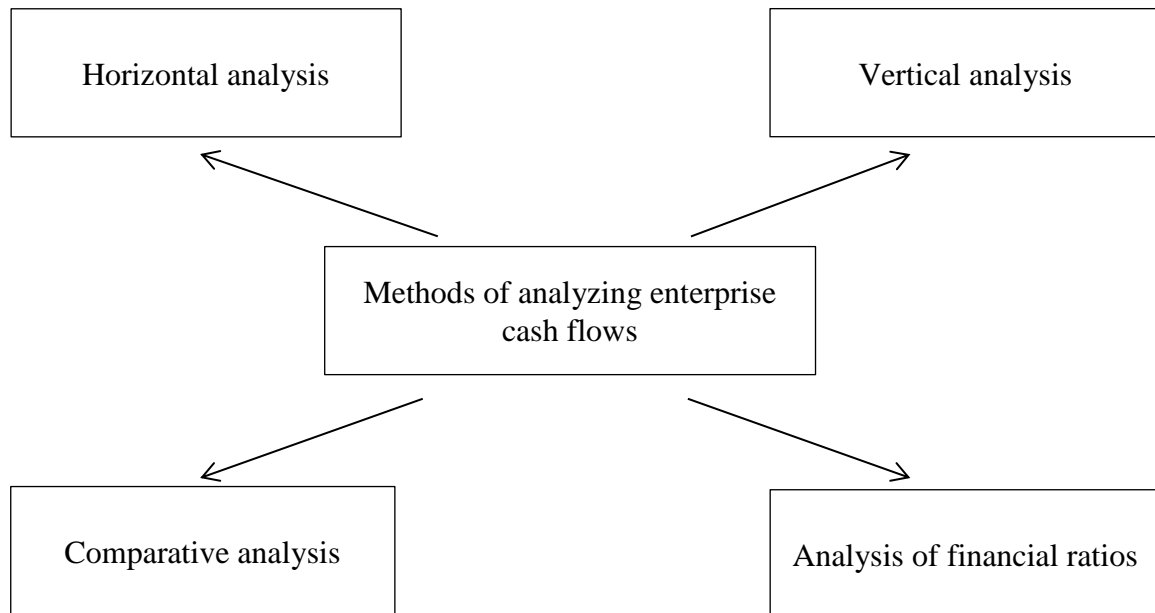 Horizontal analysis
Vertical analysis
Methods of analyzing enterprise
cash flows
Comparative analysis
Analysis of financial ratios